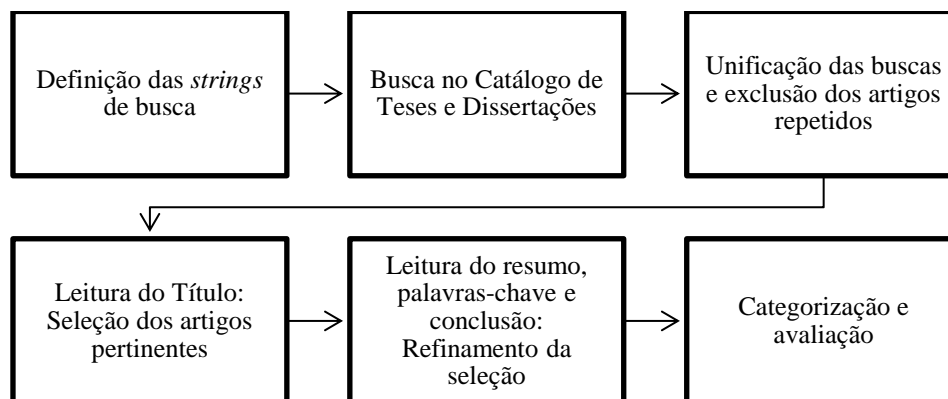 Definição das strings
de busca
Busca no Catálogo de
Teses e Dissertações
Unificação das buscas
e exclusão dos artigos
repetidos
Leitura do Título:
Seleção dos artigos
pertinentes
Leitura do resumo,
palavras-chave e
conclusão:
Refinamento da
seleção
Categorização e
avaliação